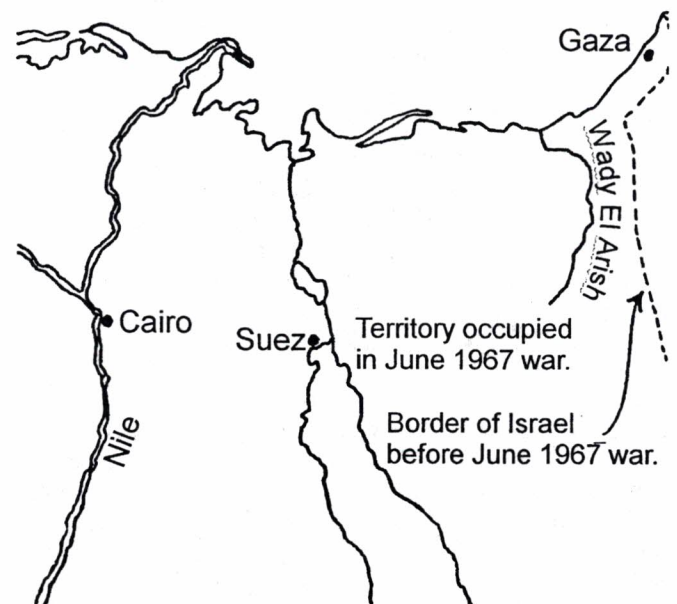 Gaza
Wady El Arish
Cairo
Suez
Territory occupied
in June 1967 war.
Border of Israel
before June 1967 war.
Nile